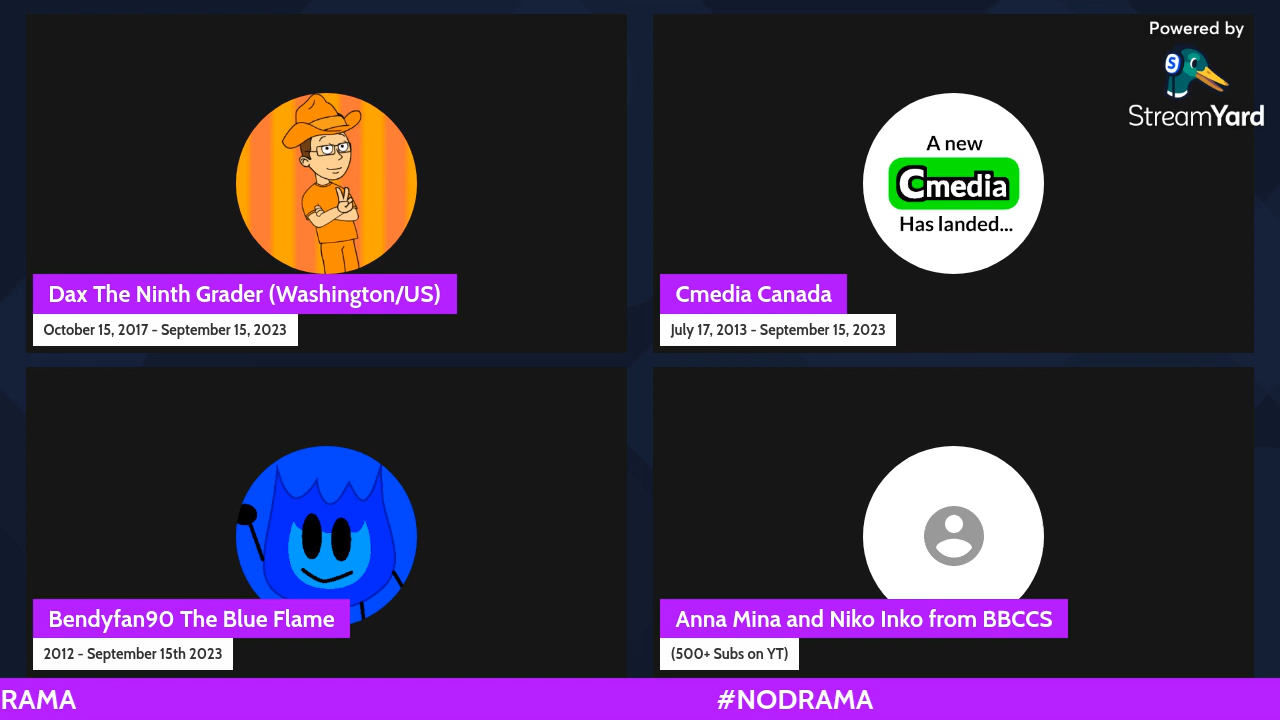 Powered by
S
StreamYard
A new
Cmedia
Has landed...
Dax The Ninth Grader (Washington/US)
October 15, 2017 - September 15, 2023
Cmedia Canada
July 17, 2013 - September 15, 2023
Bendyfan90 The Blue Flame
2012 - September 15th 2023
Anna Mina and Niko Inko from BBCCS
(500+ Subs on YT)
RAMA
#NODRAMA